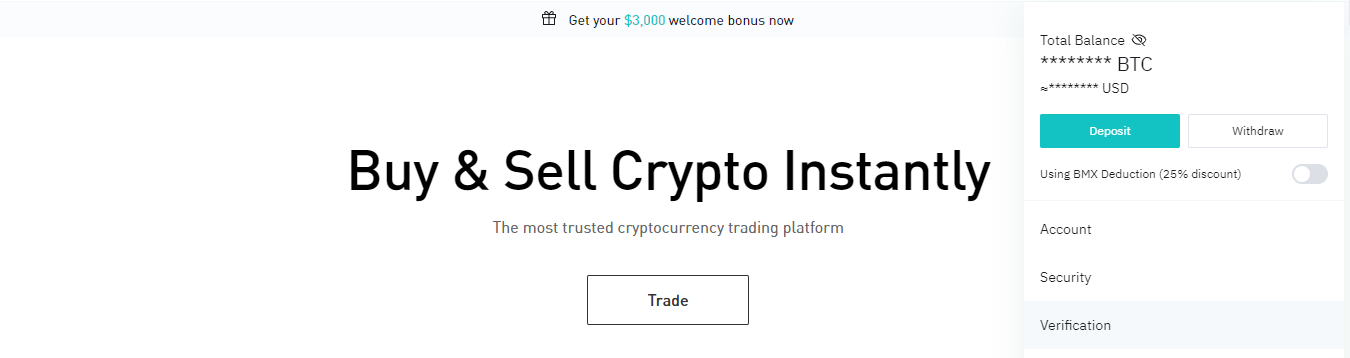 Get your $3,000 welcome bonus now
Buy & Sell Crypto Instantly
The most trusted cryptocurrency trading platform
Trade
Total Balance
******** BTC
≈******** USD
Deposit
Withdraw
Using BMX Deduction (25% discount)
Account
Security
Verification